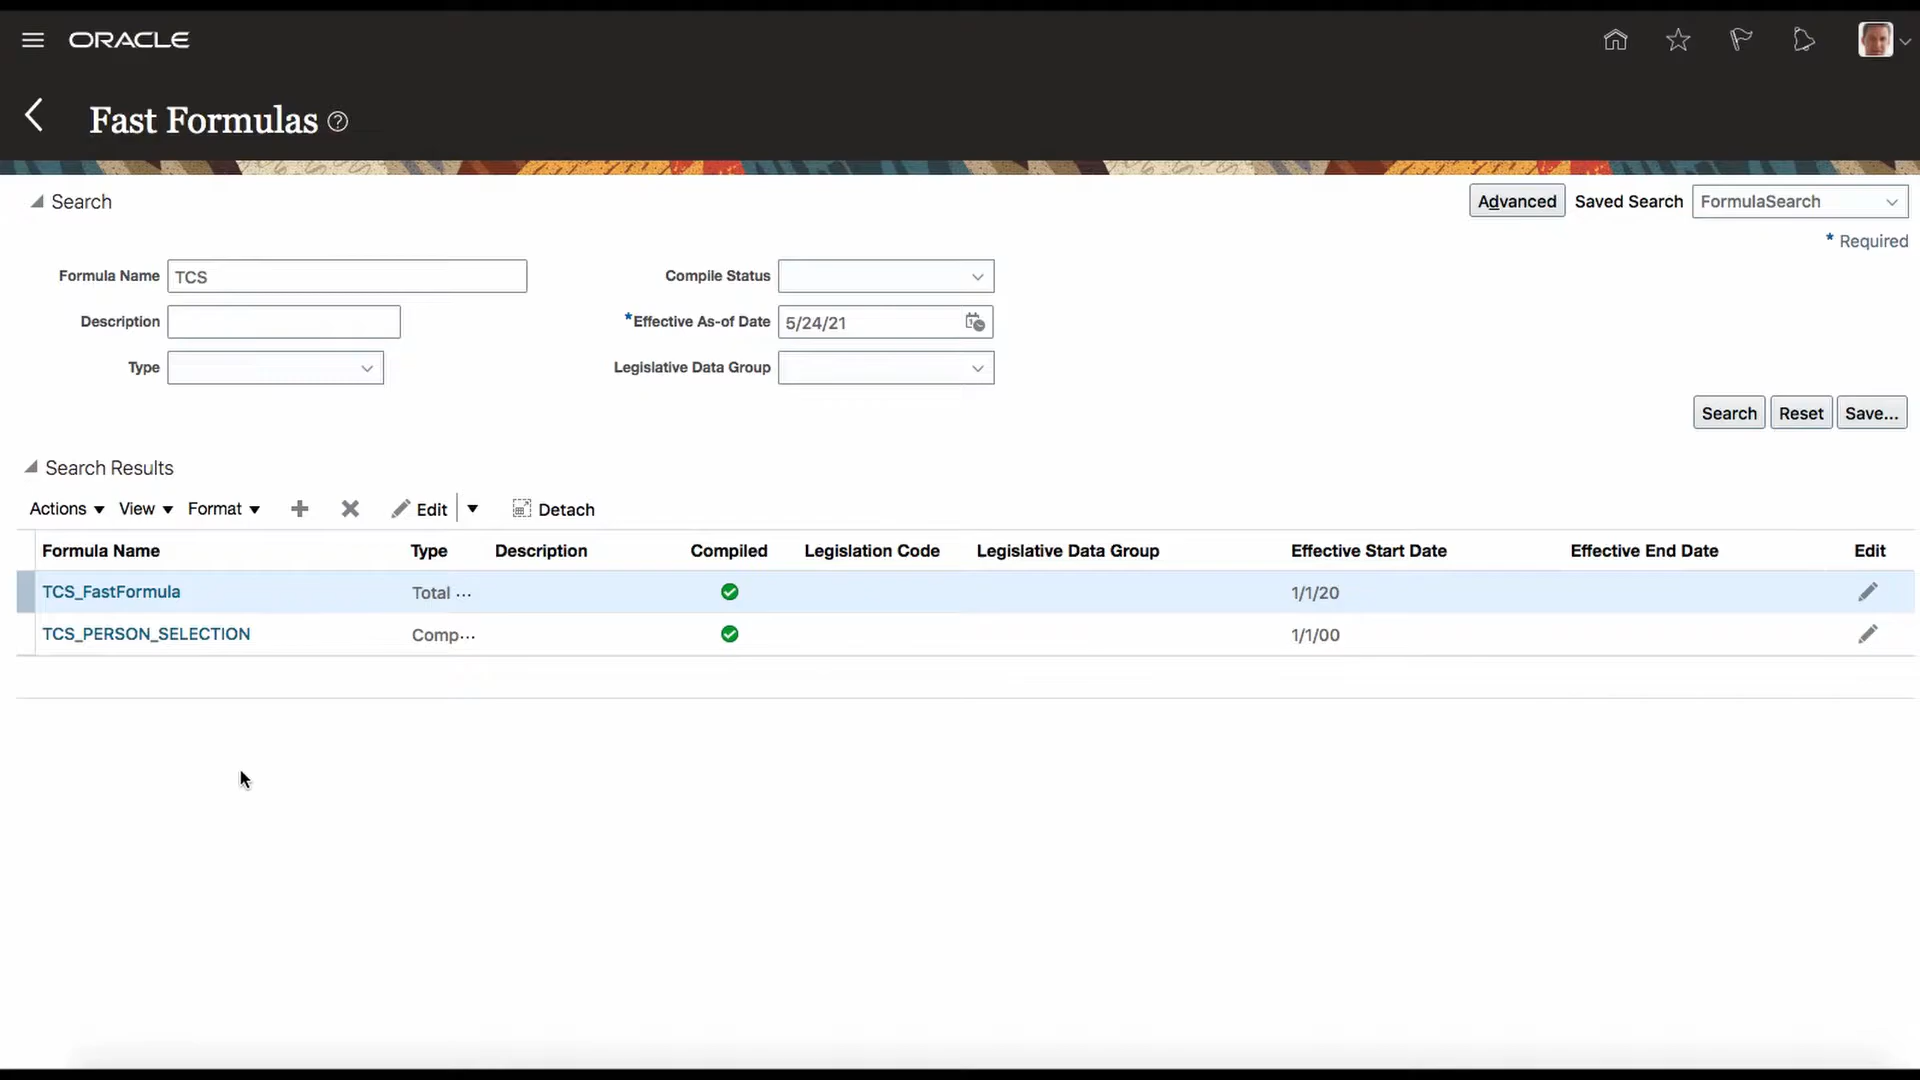 ORACLE
Fast Formulas
Search
Advanced Saved Search FormulaSearch
* Required
Formula Name TCS Compile Status
Description *Effective As-of Date 5/24/21
Type Legislative Data Group
Search Reset Save...
Search Results
Actions View Format Edit Detach
Formula Name Type Description Compiled Legislation Code Legislative Data Group Effective Start Date Effective End Date Edit
TCS_FastFormula Total ... 1/1/20
TCS_PERSON_SELECTION Comp... 1/1/00